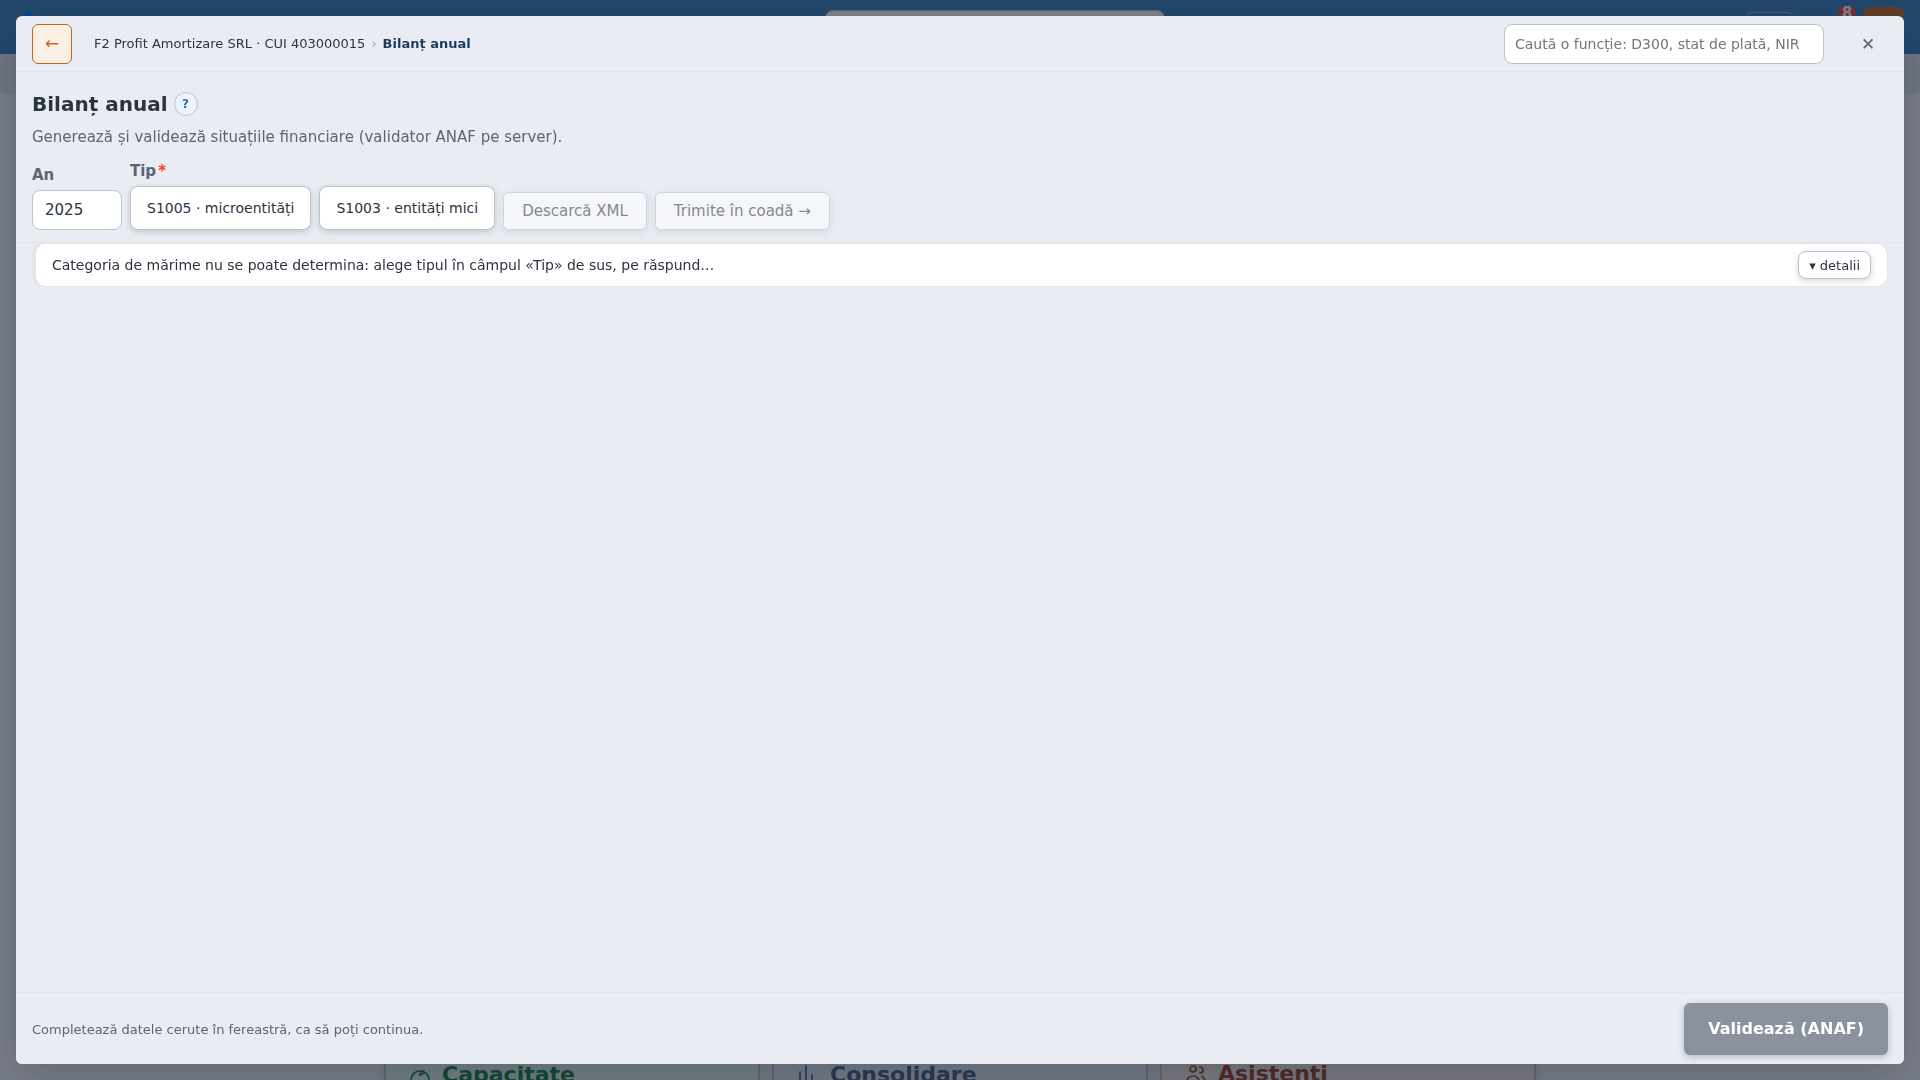 8
←
F2 Profit Amortizare SRL · CUI 403000015 › Bilanț anual
Caută o funcție: D300, stat de plată, NIR
✕
Bilanț anual ?
Generează și validează situațiile financiare (validator ANAF pe server).
An
Tip*
2025
S1005 · microentități
S1003 · entități mici
Descarcă XML
Trimite în coadă →
Categoria de mărime nu se poate determina: alege tipul în câmpul «Tip» de sus, pe răspund…
▾ detalii
Completează datele cerute în fereastră, ca să poți continua.
Validează (ANAF)
Capacitate
Consolidare
Asistenți